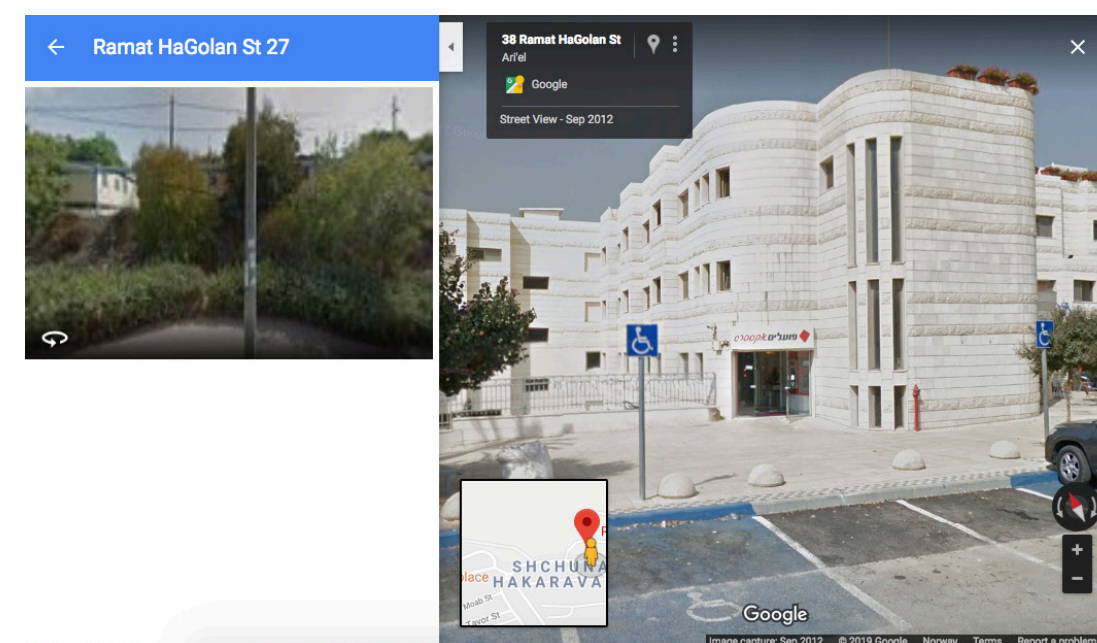 Ramat HaGolan St 27
38 Ramat HaGolan St
Ari'el
Google
Street View - Sep 2012
פועלים אקספרס
SHCHUNA
HAKARAVA
lace
Moab St
Tavor St
Google
Image capture: Sep 2012 © 2019 Google Norway Terms Report a problem